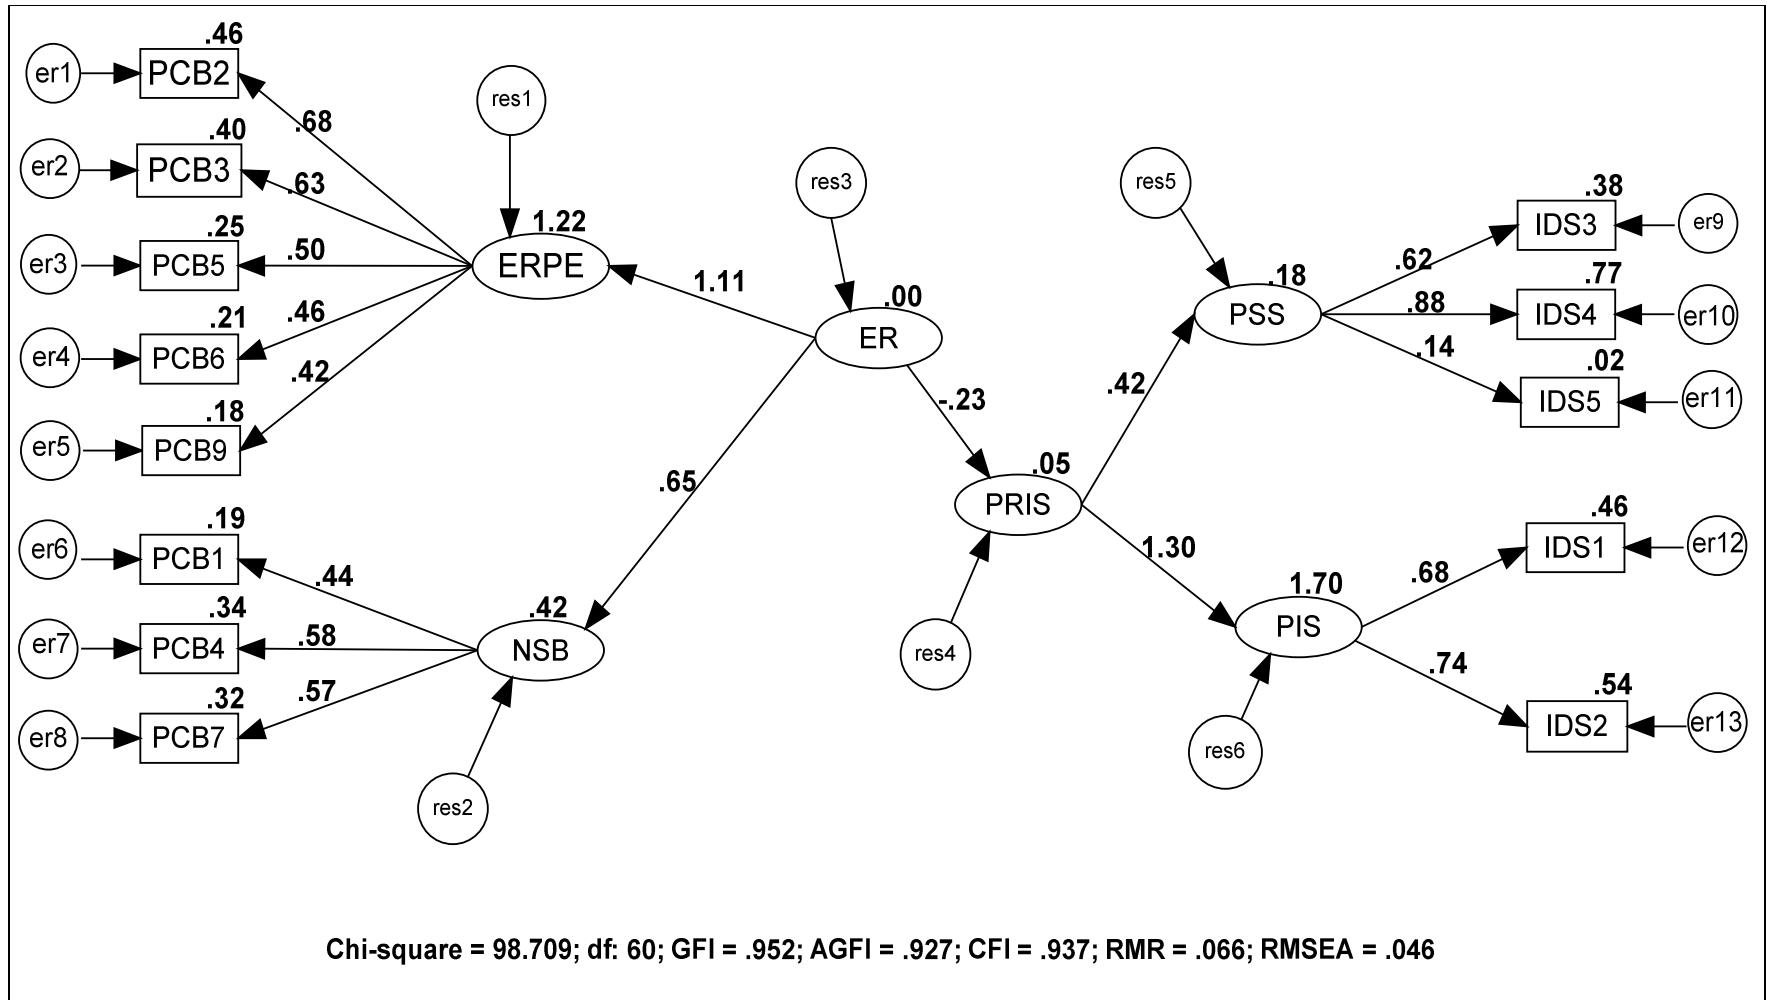 .46
er1 PCB2
res1
.68
.40
er2 PCB3
.63
res3
res5
.38
IDS3 er9
.25
er3 PCB5
.50
1.22
ERPE
1.11
.62
.18
PSS
.77
.88
IDS4 er10
.21
er4 PCB6
.46
.00
ER
.14
.02
IDS5 er11
.42
.42
-.23
.18
er5 PCB9
.65
.05
PRIS
.19
er6 PCB1
.44
1.30
.46
IDS1 er12
.68
1.70
PIS
.34
er7 PCB4
.58
.42
NSB
res4
.74
.32
er8 PCB7
.57
.54
IDS2 er13
res6
res2
Chi-square = 98.709; df: 60; GFI = .952; AGFI = .927; CFI = .937; RMR = .066; RMSEA = .046